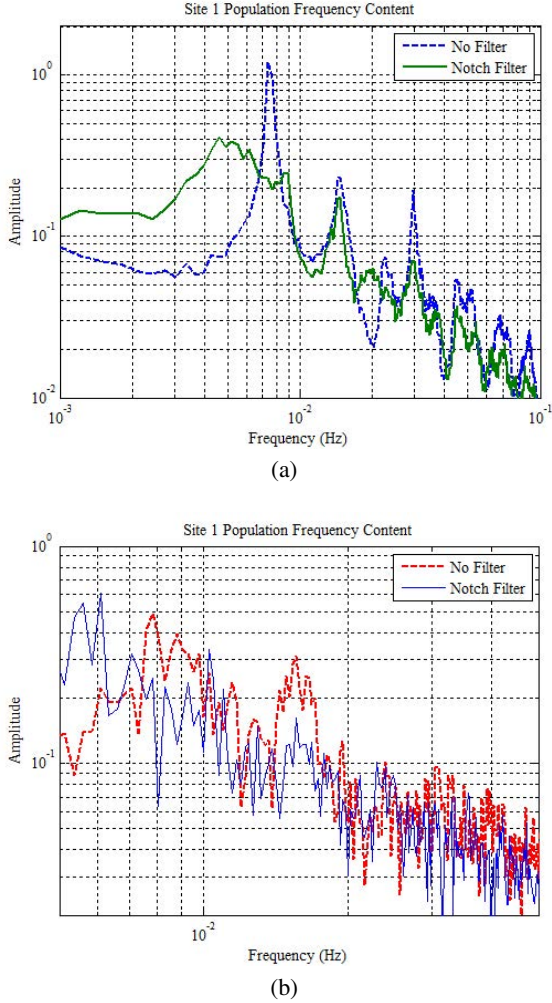 Site 1 Population Frequency Content
No Filter
Notch Filter
10^0
10^-1
10^-2
Amplitude
10^-3
10^-2
10^-1
Frequency (Hz)
(a)
Site 1 Population Frequency Content
No Filter
Notch Filter
10^0
10^-1
Amplitude
10^-2
Frequency (Hz)
(b)